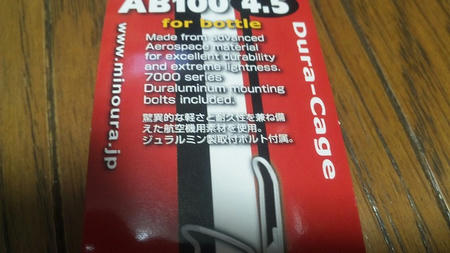 AB100 4.5
for bottle
Made from advanced
Aerospace material
for excellent durability
and extreme lightness.
7000 series
Duraluminum mounting
bolts included.
驚異的な軽さと耐久性を兼ね備
えた航空機用素材を使用。
ジュラルミン製取付ボルト付属。
www.minoura.jp
Dura-Cage